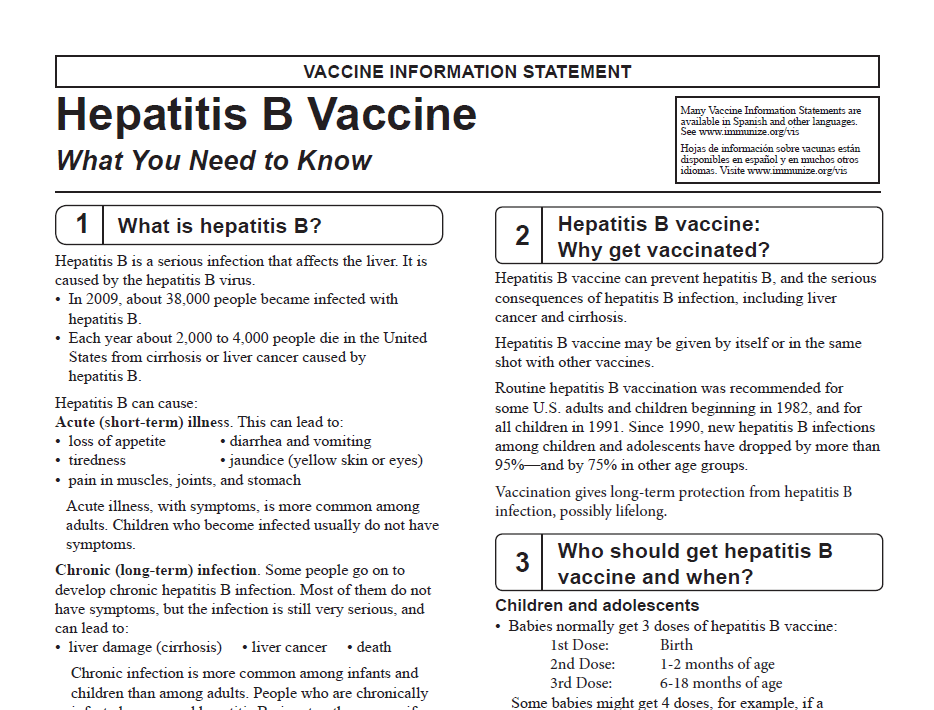 VACCINE INFORMATION STATEMENT
Hepatitis B Vaccine
What You Need to Know
Many Vaccine Information Statements are
available in Spanish and other languages.
See www.immunize.org/vis
Hojas de información sobre vacunas están
disponibles en español y en muchos otros
idiomas. Visite www.immunize.org/vis
1 What is hepatitis B?
Hepatitis B is a serious infection that affects the liver. It is
caused by the hepatitis B virus.
• In 2009, about 38,000 people became infected with
hepatitis B.
• Each year about 2,000 to 4,000 people die in the United
States from cirrhosis or liver cancer caused by
hepatitis B.
Hepatitis B can cause:
Acute (short-term) illness. This can lead to:
• loss of appetite • diarrhea and vomiting
• tiredness • jaundice (yellow skin or eyes)
• pain in muscles, joints, and stomach
Acute illness, with symptoms, is more common among
adults. Children who become infected usually do not have
symptoms.
Chronic (long-term) infection. Some people go on to
develop chronic hepatitis B infection. Most of them do not
have symptoms, but the infection is still very serious, and
can lead to:
• liver damage (cirrhosis) • liver cancer • death
Chronic infection is more common among infants and
children than among adults. People who are chronically
2 Hepatitis B vaccine:
Why get vaccinated?
Hepatitis B vaccine can prevent hepatitis B, and the serious
consequences of hepatitis B infection, including liver
cancer and cirrhosis.
Hepatitis B vaccine may be given by itself or in the same
shot with other vaccines.
Routine hepatitis B vaccination was recommended for
some U.S. adults and children beginning in 1982, and for
all children in 1991. Since 1990, new hepatitis B infections
among children and adolescents have dropped by more than
95%—and by 75% in other age groups.
Vaccination gives long-term protection from hepatitis B
infection, possibly lifelong.
3 Who should get hepatitis B
vaccine and when?
Children and adolescents
• Babies normally get 3 doses of hepatitis B vaccine:
1st Dose: Birth
2nd Dose: 1-2 months of age
3rd Dose: 6-18 months of age
Some babies might get 4 doses, for example, if a